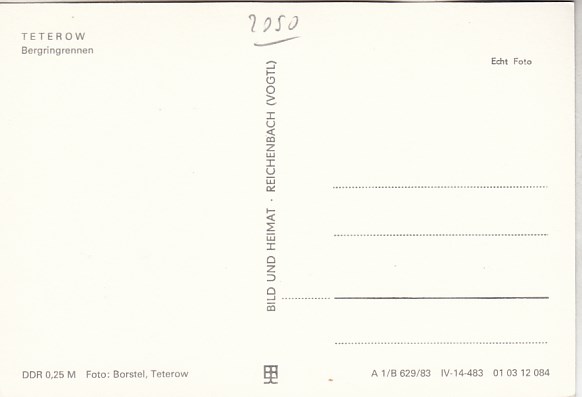 2050
TETEROW
Bergringrennen
Echt Foto
BILD UND HEIMAT · REICHENBACH (VOGTL)
DDR 0,25 M Foto: Borstel, Teterow
A 1/B 629/83 IV-14-483 01 03 12 084